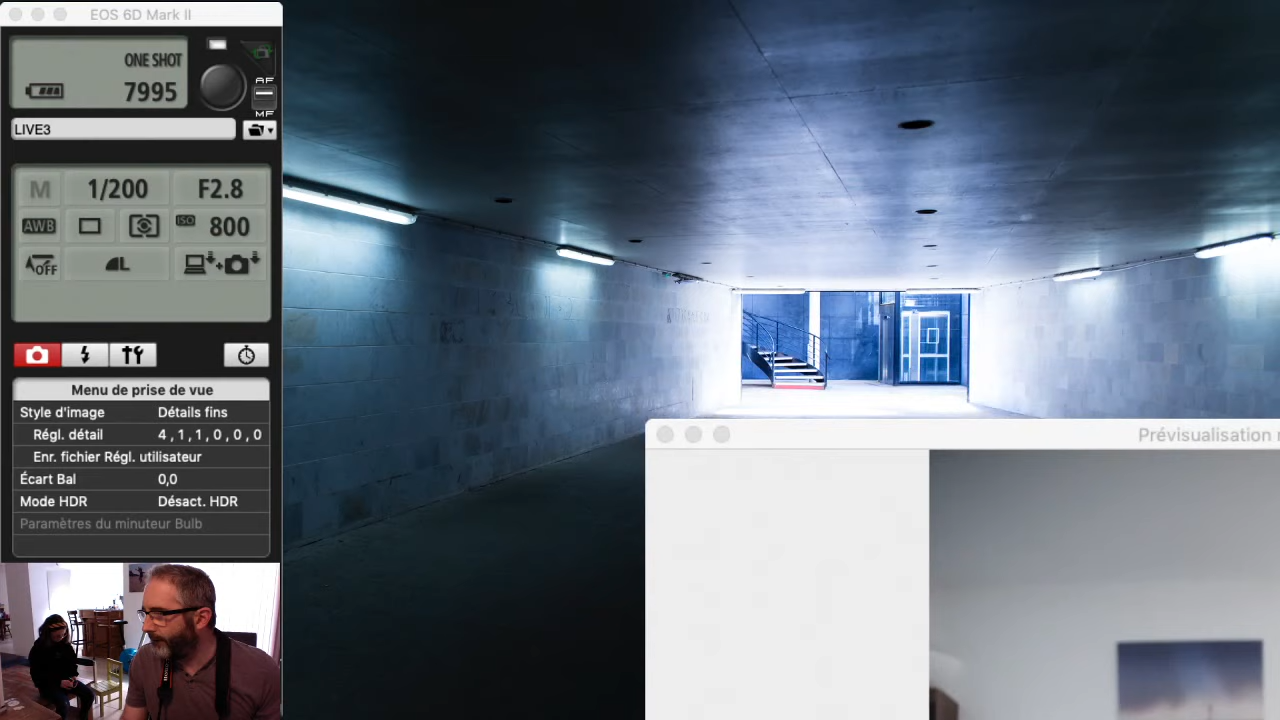 EOS 6D Mark II
ONE SHOT
7995
AF
MF
LIVE3
M 1/200 F2.8
AWB ISO 800
OFF L
Menu de prise de vue
Style d'image Détails fins
Régl. détail 4 , 1 , 1 , 0 , 0 , 0
Enr. fichier Régl. utilisateur
Écart Bal 0,0
Mode HDR Désact. HDR
Paramètres du minuteur Bulb
Prévisualisation